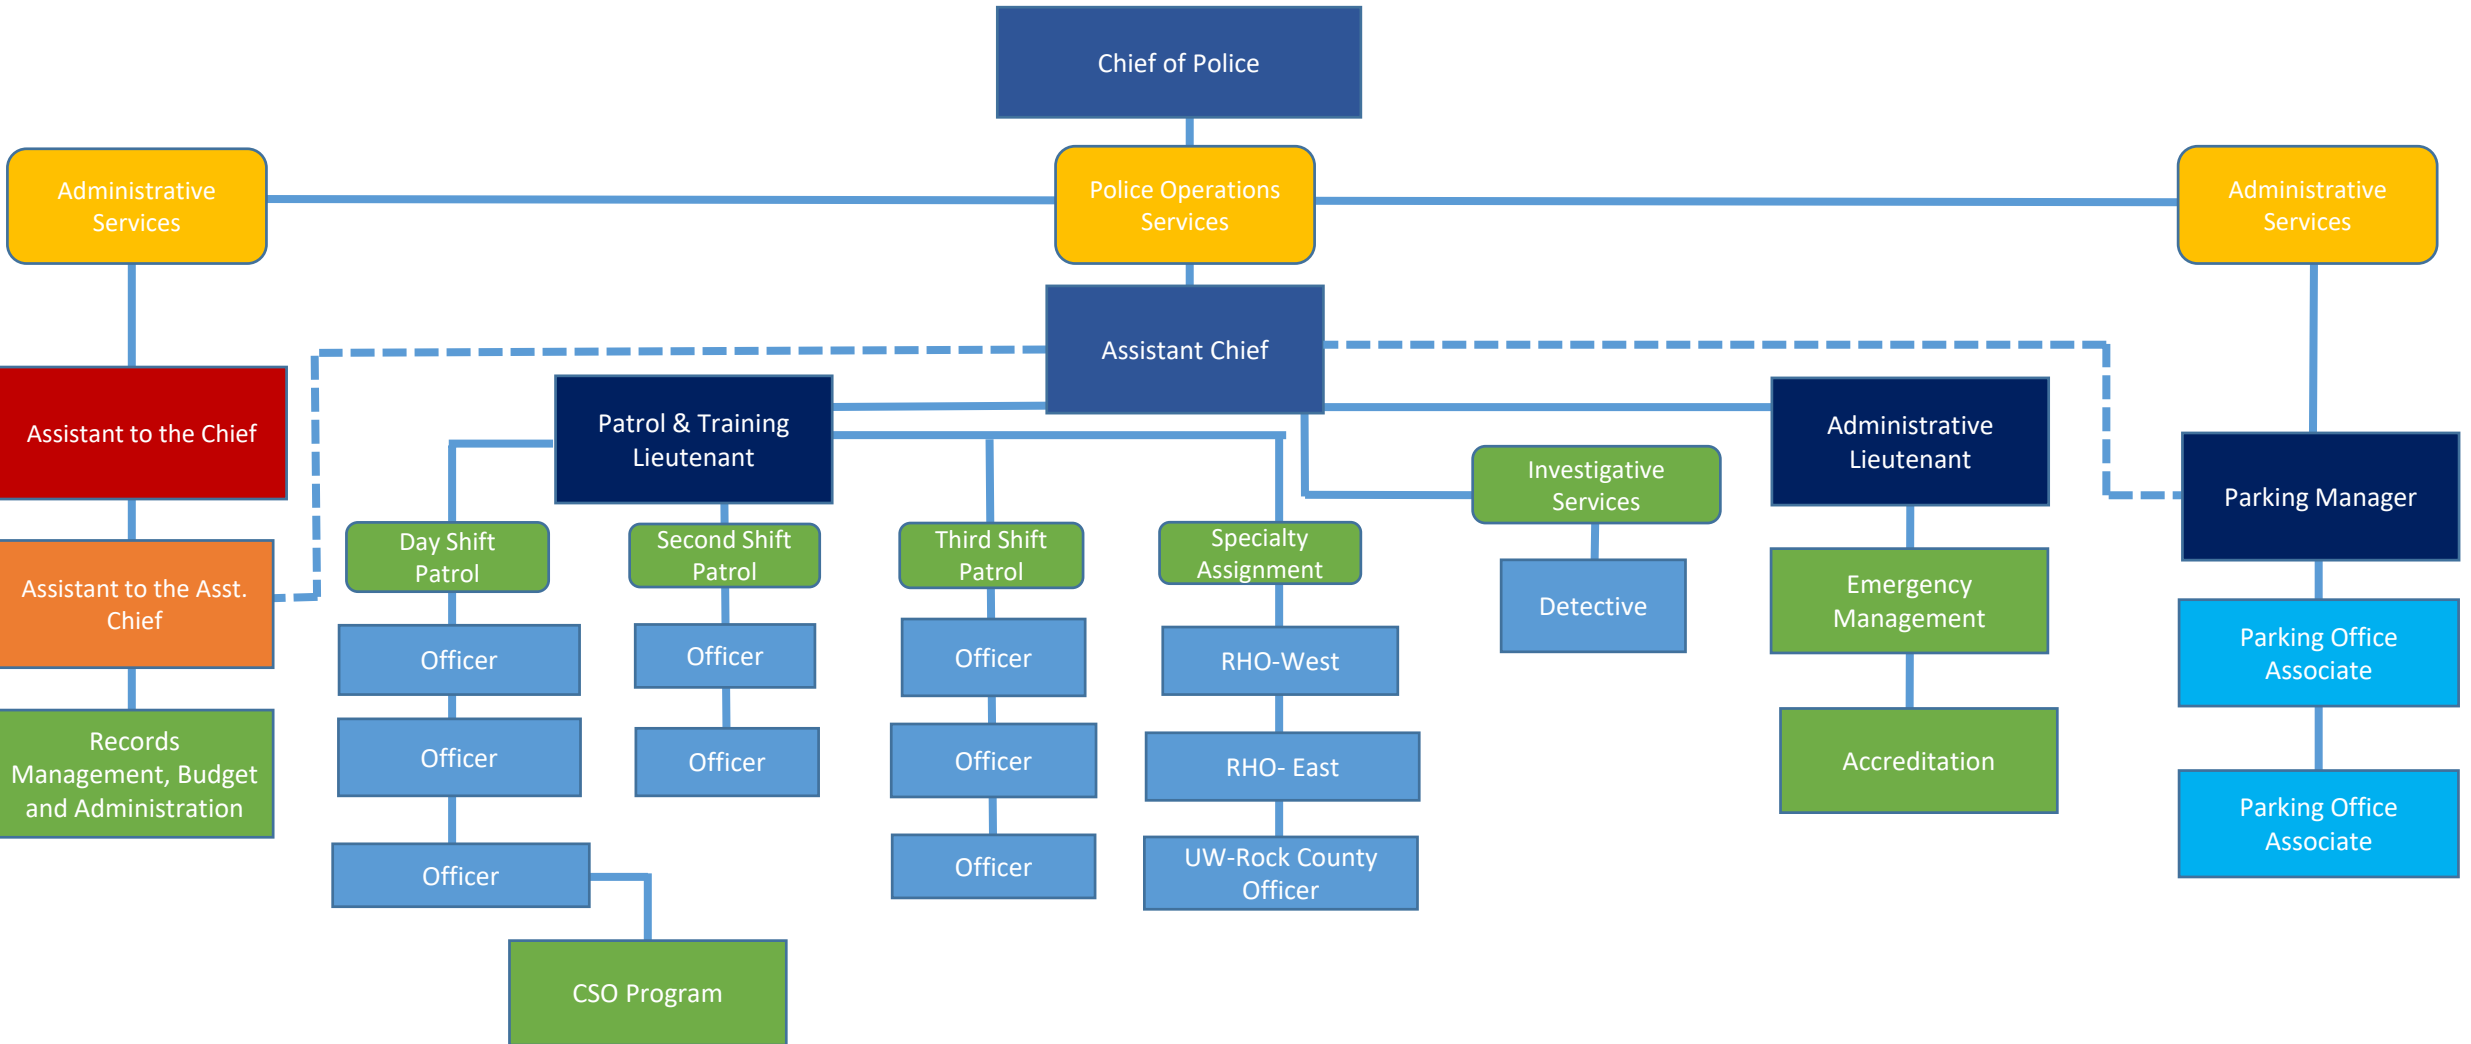 Chief of Police
Administrative
Services
Police Operations
Services
Administrative
Services
Assistant Chief
Assistant to the Chief
Patrol & Training
Lieutenant
Administrative
Lieutenant
Investigative
Services
Parking Manager
Day Shift
Patrol
Second Shift
Patrol
Third Shift
Patrol
Specialty
Assignment
Assistant to the Asst.
Chief
Detective
Emergency
Management
Officer
Officer
Officer
RHO-West
Parking Office
Associate
Records
Management, Budget
and Administration
Officer
Officer
Officer
RHO- East
Accreditation
Parking Office
Associate
Officer
Officer
UW-Rock County
Officer
CSO Program